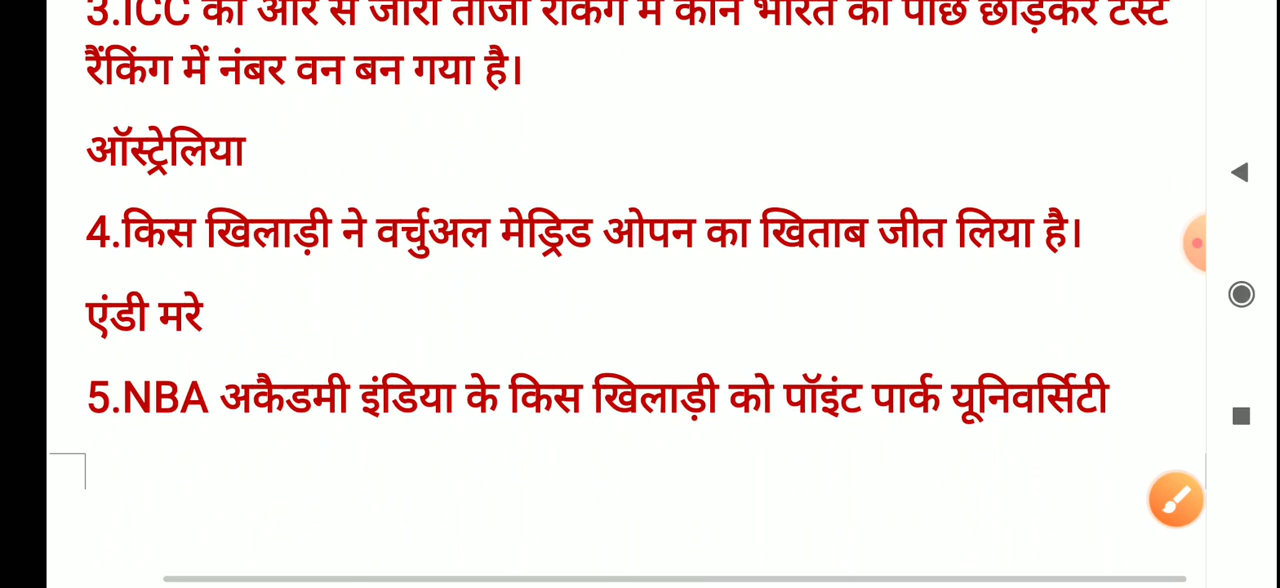 3.ICC की ओर से जारी ताजा रैंकिंग में कौन भारत को पीछे छोड़कर टेस्ट
रैंकिंग में नंबर वन बन गया है।
ऑस्ट्रेलिया
4.किस खिलाड़ी ने वर्चुअल मेड्रिड ओपन का खिताब जीत लिया है।
एंडी मरे
5.NBA अकैडमी इंडिया के किस खिलाड़ी को पॉइंट पार्क यूनिवर्सिटी